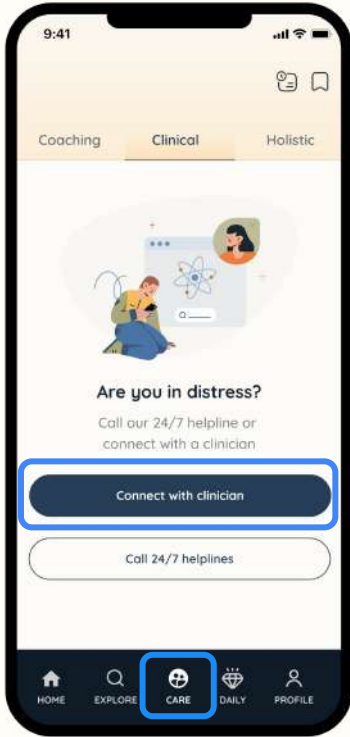 9:41
Coaching Clinical Holistic
Are you in distress?
Call our 24/7 helpline or
connect with a clinician
Connect with clinician
Call 24/7 helplines
HOME EXPLORE CARE DAILY PROFILE